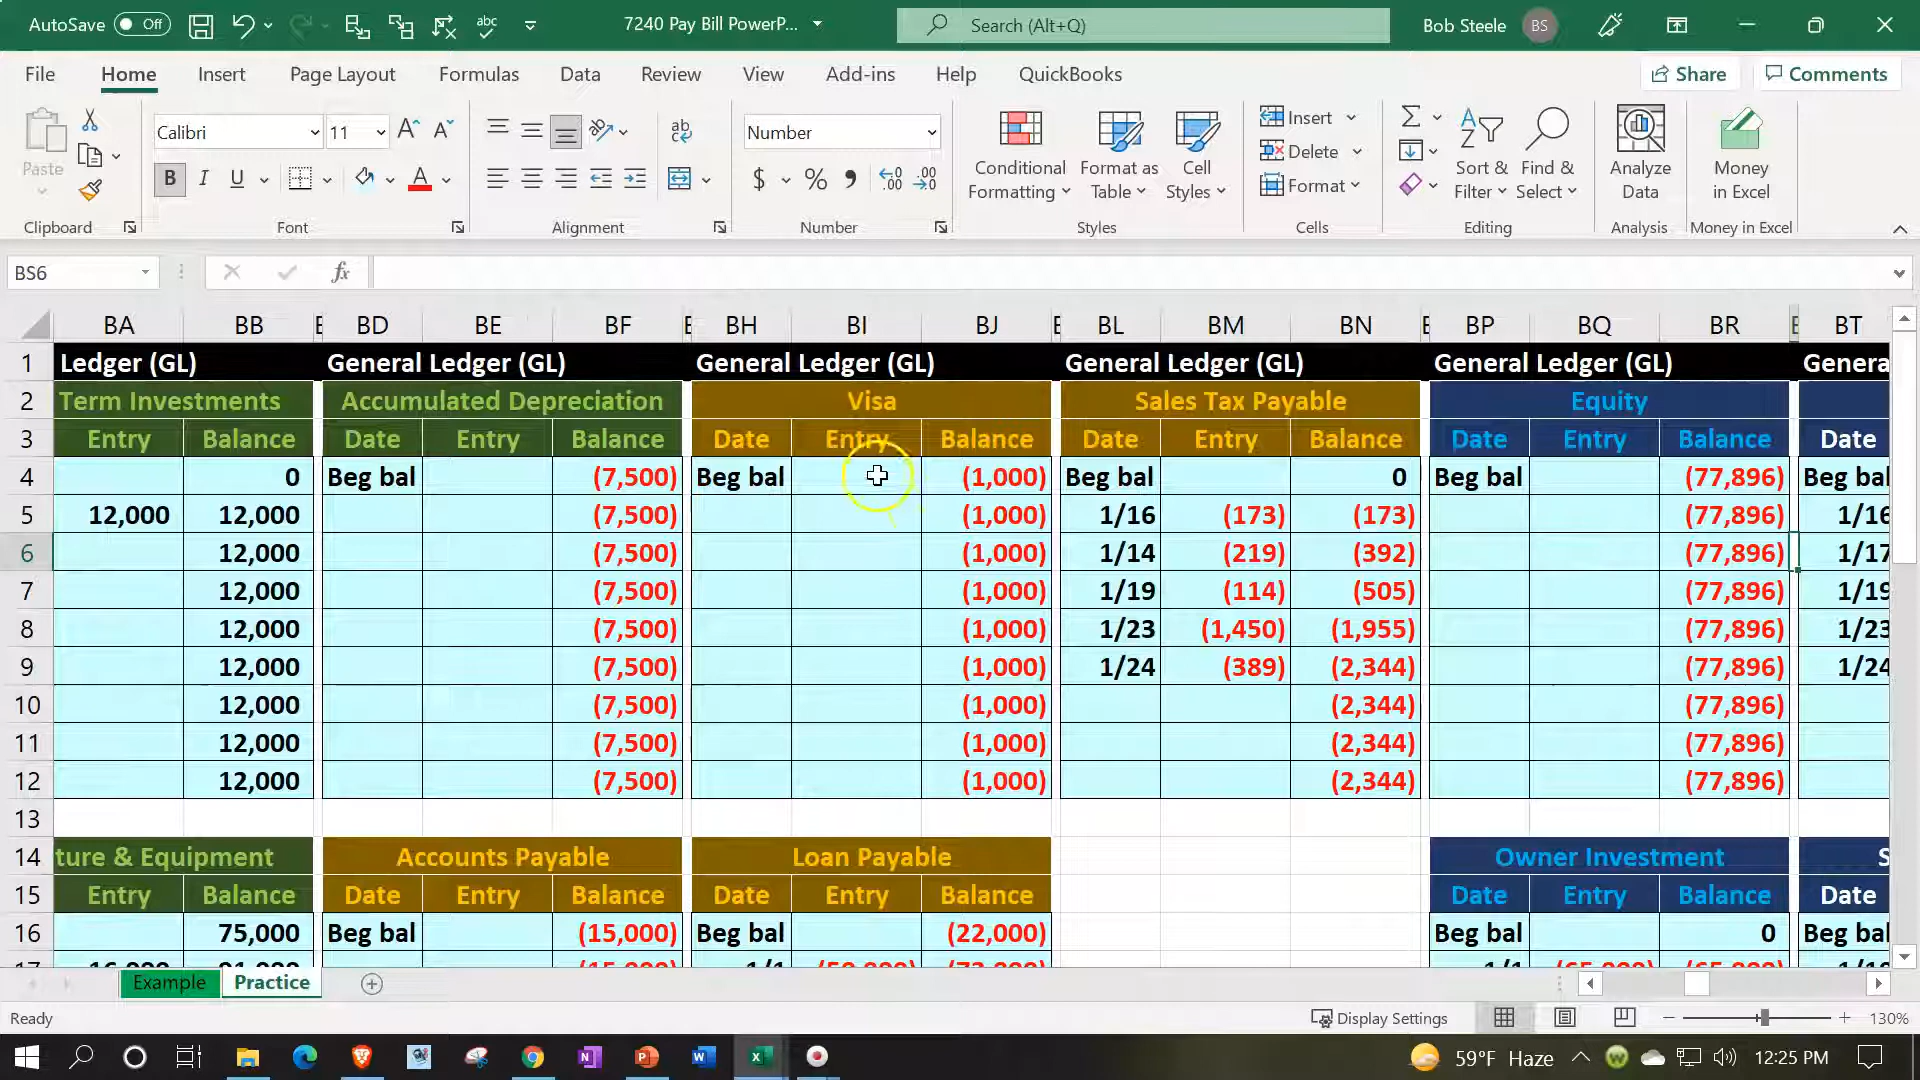 AutoSave Off 7240 Pay Bill PowerP... Search (Alt+Q) Bob Steele BS
File Home Insert Page Layout Formulas Data Review View Add-ins Help QuickBooks Share Comments
Calibri 11 Number
Paste
Conditional Formatting Format as Table Cell Styles
Insert Delete Format
Sort & Filter Find & Select Analyze Data Money in Excel
Clipboard Font Alignment Number Styles Cells Editing Analysis Money in Excel
BS6 fx
BA BB BD BE BF BH BI BJ BL BM BN BP BQ BR BT
1 Ledger (GL) General Ledger (GL) General Ledger (GL) General Ledger (GL) General Ledger (GL) Genera
2 Term Investments Accumulated Depreciation Visa Sales Tax Payable Equity
3 Entry Balance Date Entry Balance Date Entry Balance Date Entry Balance Date Entry Balance Date
4 0 Beg bal (7,500) Beg bal (1,000) Beg bal 0 Beg bal (77,896) Beg bal
5 12,000 12,000 (7,500) (1,000) 1/16 (173) (173) (77,896) 1/16
6 12,000 (7,500) (1,000) 1/14 (219) (392) (77,896) 1/17
7 12,000 (7,500) (1,000) 1/19 (114) (505) (77,896) 1/19
8 12,000 (7,500) (1,000) 1/23 (1,450) (1,955) (77,896) 1/23
9 12,000 (7,500) (1,000) 1/24 (389) (2,344) (77,896) 1/24
10 12,000 (7,500) (1,000) (2,344) (77,896)
11 12,000 (7,500) (1,000) (2,344) (77,896)
12 12,000 (7,500) (1,000) (2,344) (77,896)
13
14 ture & Equipment Accounts Payable Loan Payable Owner Investment S
15 Entry Balance Date Entry Balance Date Entry Balance Date Entry Balance Date
16 75,000 Beg bal (15,000) Beg bal (22,000) Beg bal 0 Beg bal
Example Practice
Ready Display Settings 130%
59°F Haze 12:25 PM